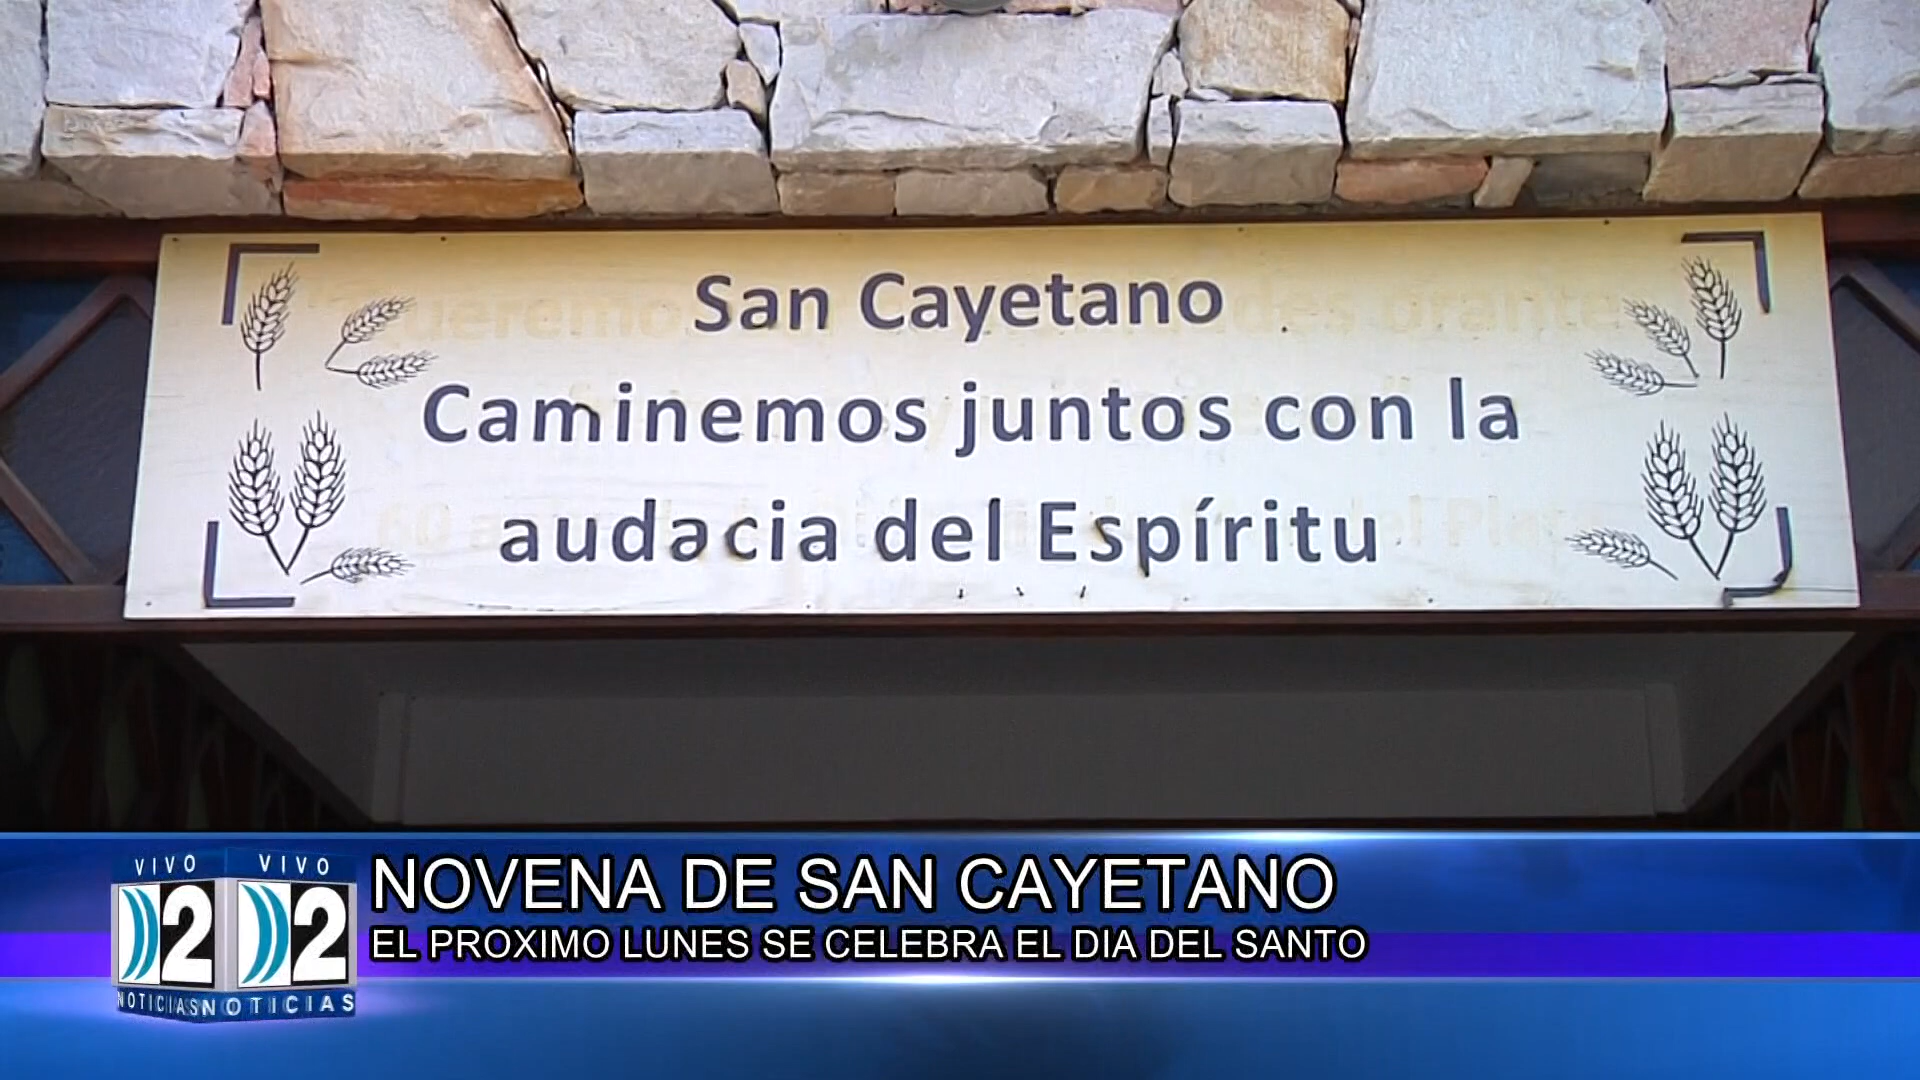 San Cayetano
Caminemos juntos con la
audacia del Espíritu
VIVO VIVO
2 2
NOTICIAS NOTICIAS
NOVENA DE SAN CAYETANO
EL PROXIMO LUNES SE CELEBRA EL DIA DEL SANTO